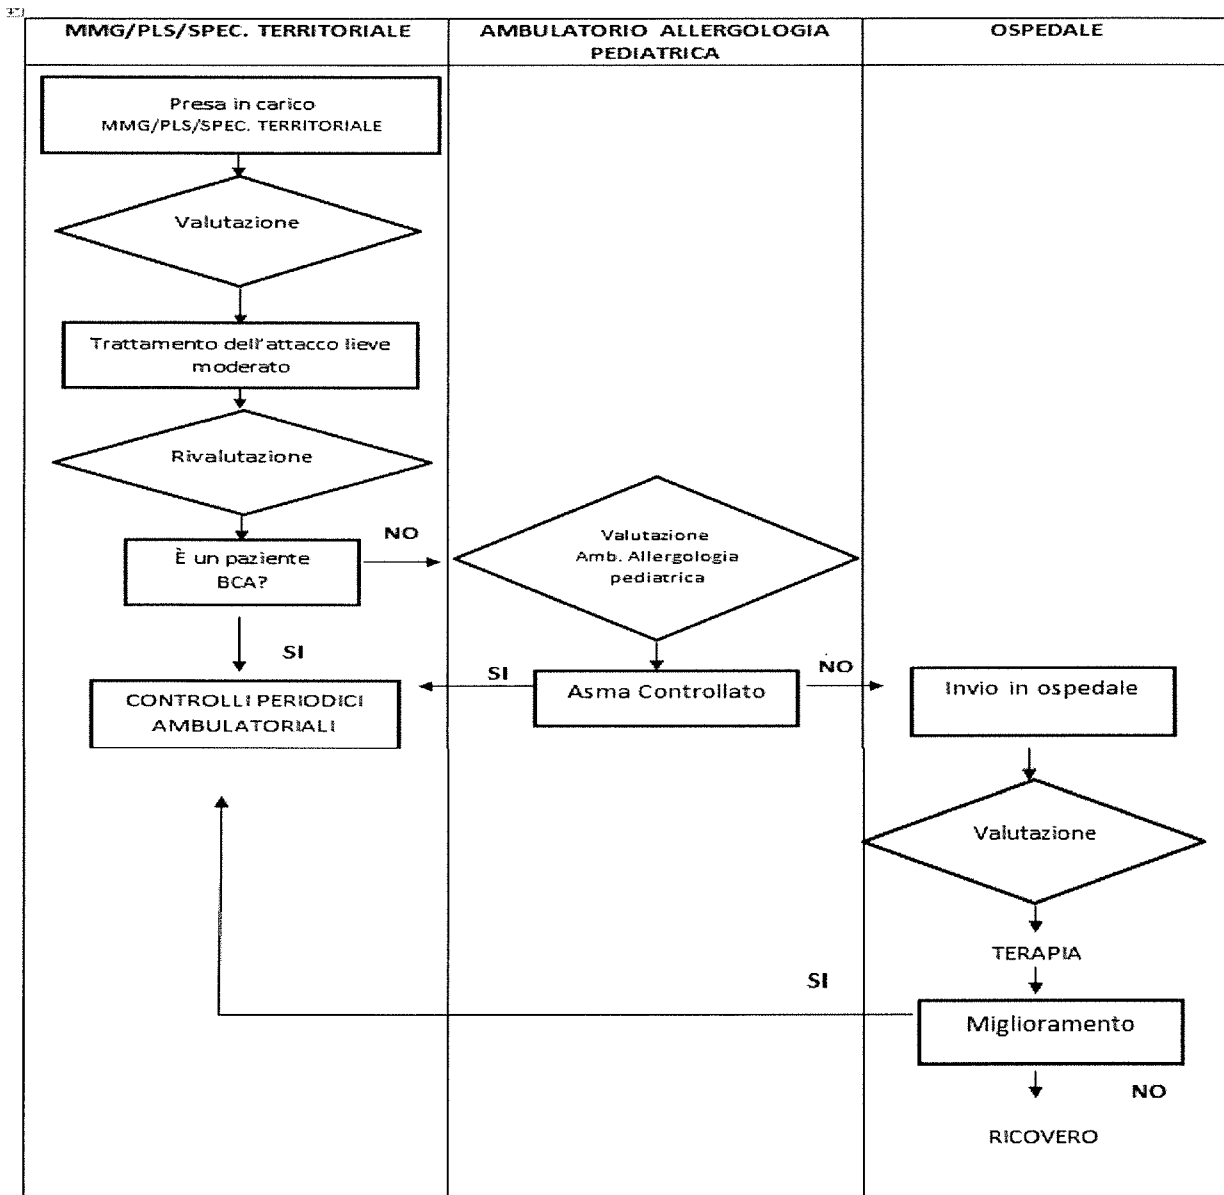 MMG/PLS/SPEC. TERRITORIALE
AMBULATORIO ALLERGOLOGIA
PEDIATRICA
OSPEDALE
Presa in carico
MMG/PLS/SPEC. TERRITORIALE
Valutazione
Trattamento dell'attacco lieve
moderato
Rivalutazione
È un paziente
BCA?
NO
Valutazione
Amb. Allergologia
pediatrica
SI
CONTROLLI PERIODICI
AMBULATORIALI
SI
Asma Controllato
NO
Invio in ospedale
Valutazione
TERAPIA
SI
Miglioramento
NO
RICOVERO